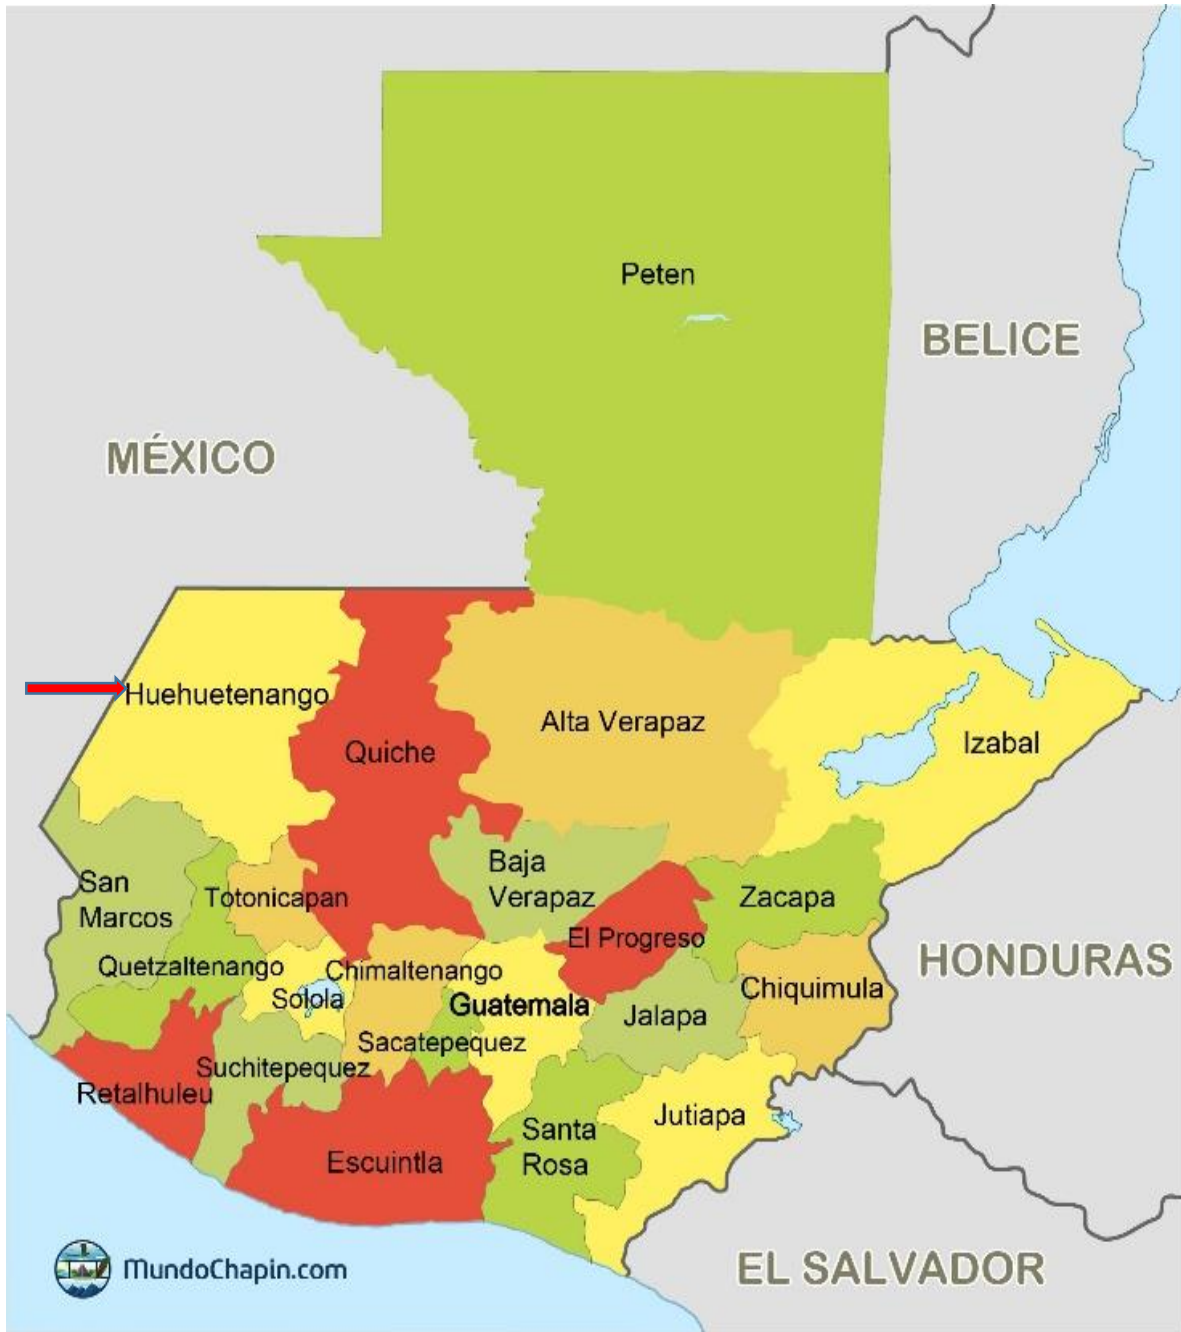 Peten
BELICE
MÉXICO
Huehuetenango
Alta Verapaz
Izabal
Quiche
Baja
Verapaz
San
Marcos
Totonicapan
Zacapa
El Progreso
Quetzaltenango
Chimaltenango
HONDURAS
Solola
Guatemala
Chiquimula
Jalapa
Sacatepequez
Suchitepequez
Retalhuleu
Jutiapa
Santa
Rosa
Escuintla
MundoChapin.com
EL SALVADOR